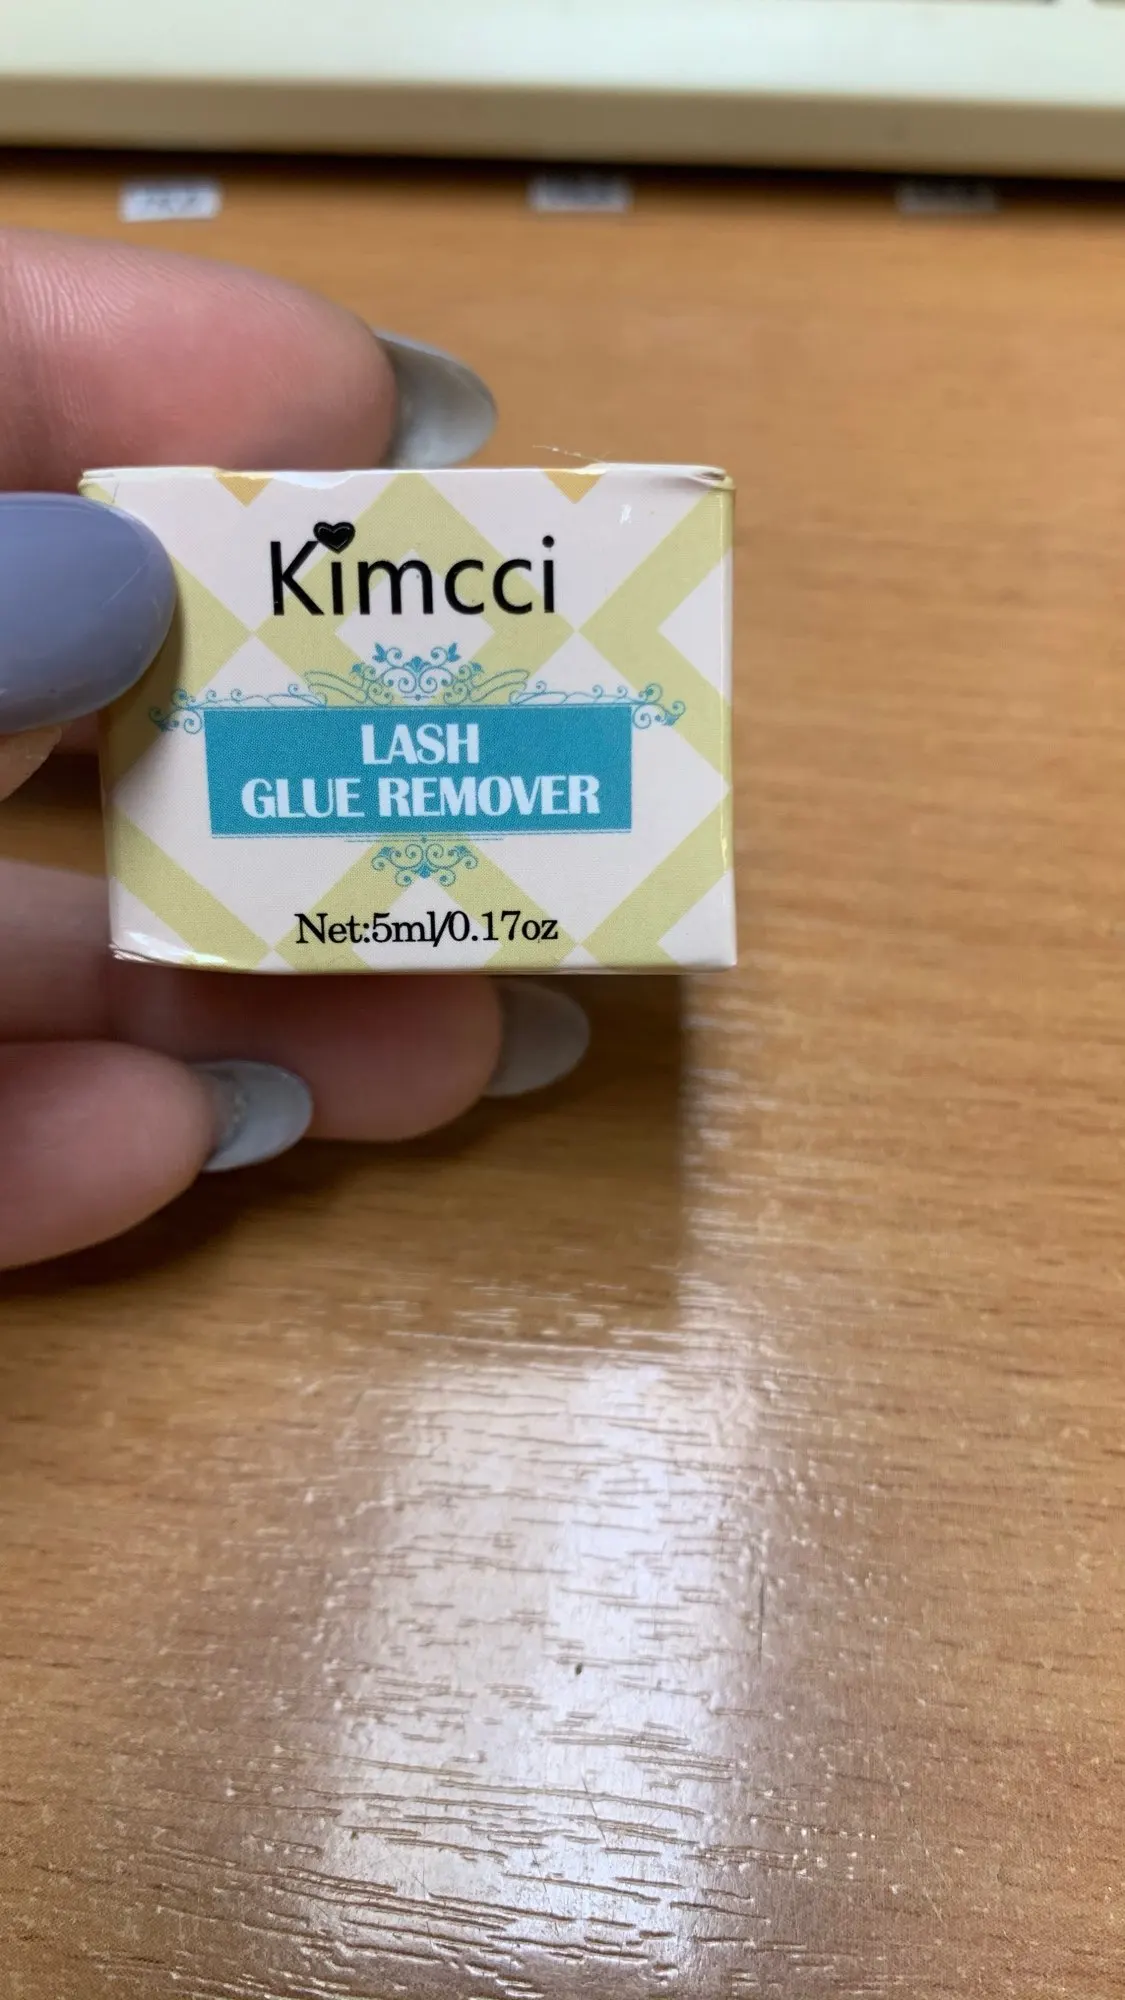 Kimcci
LASH
GLUE REMOVER
Net:5ml/0.17oz